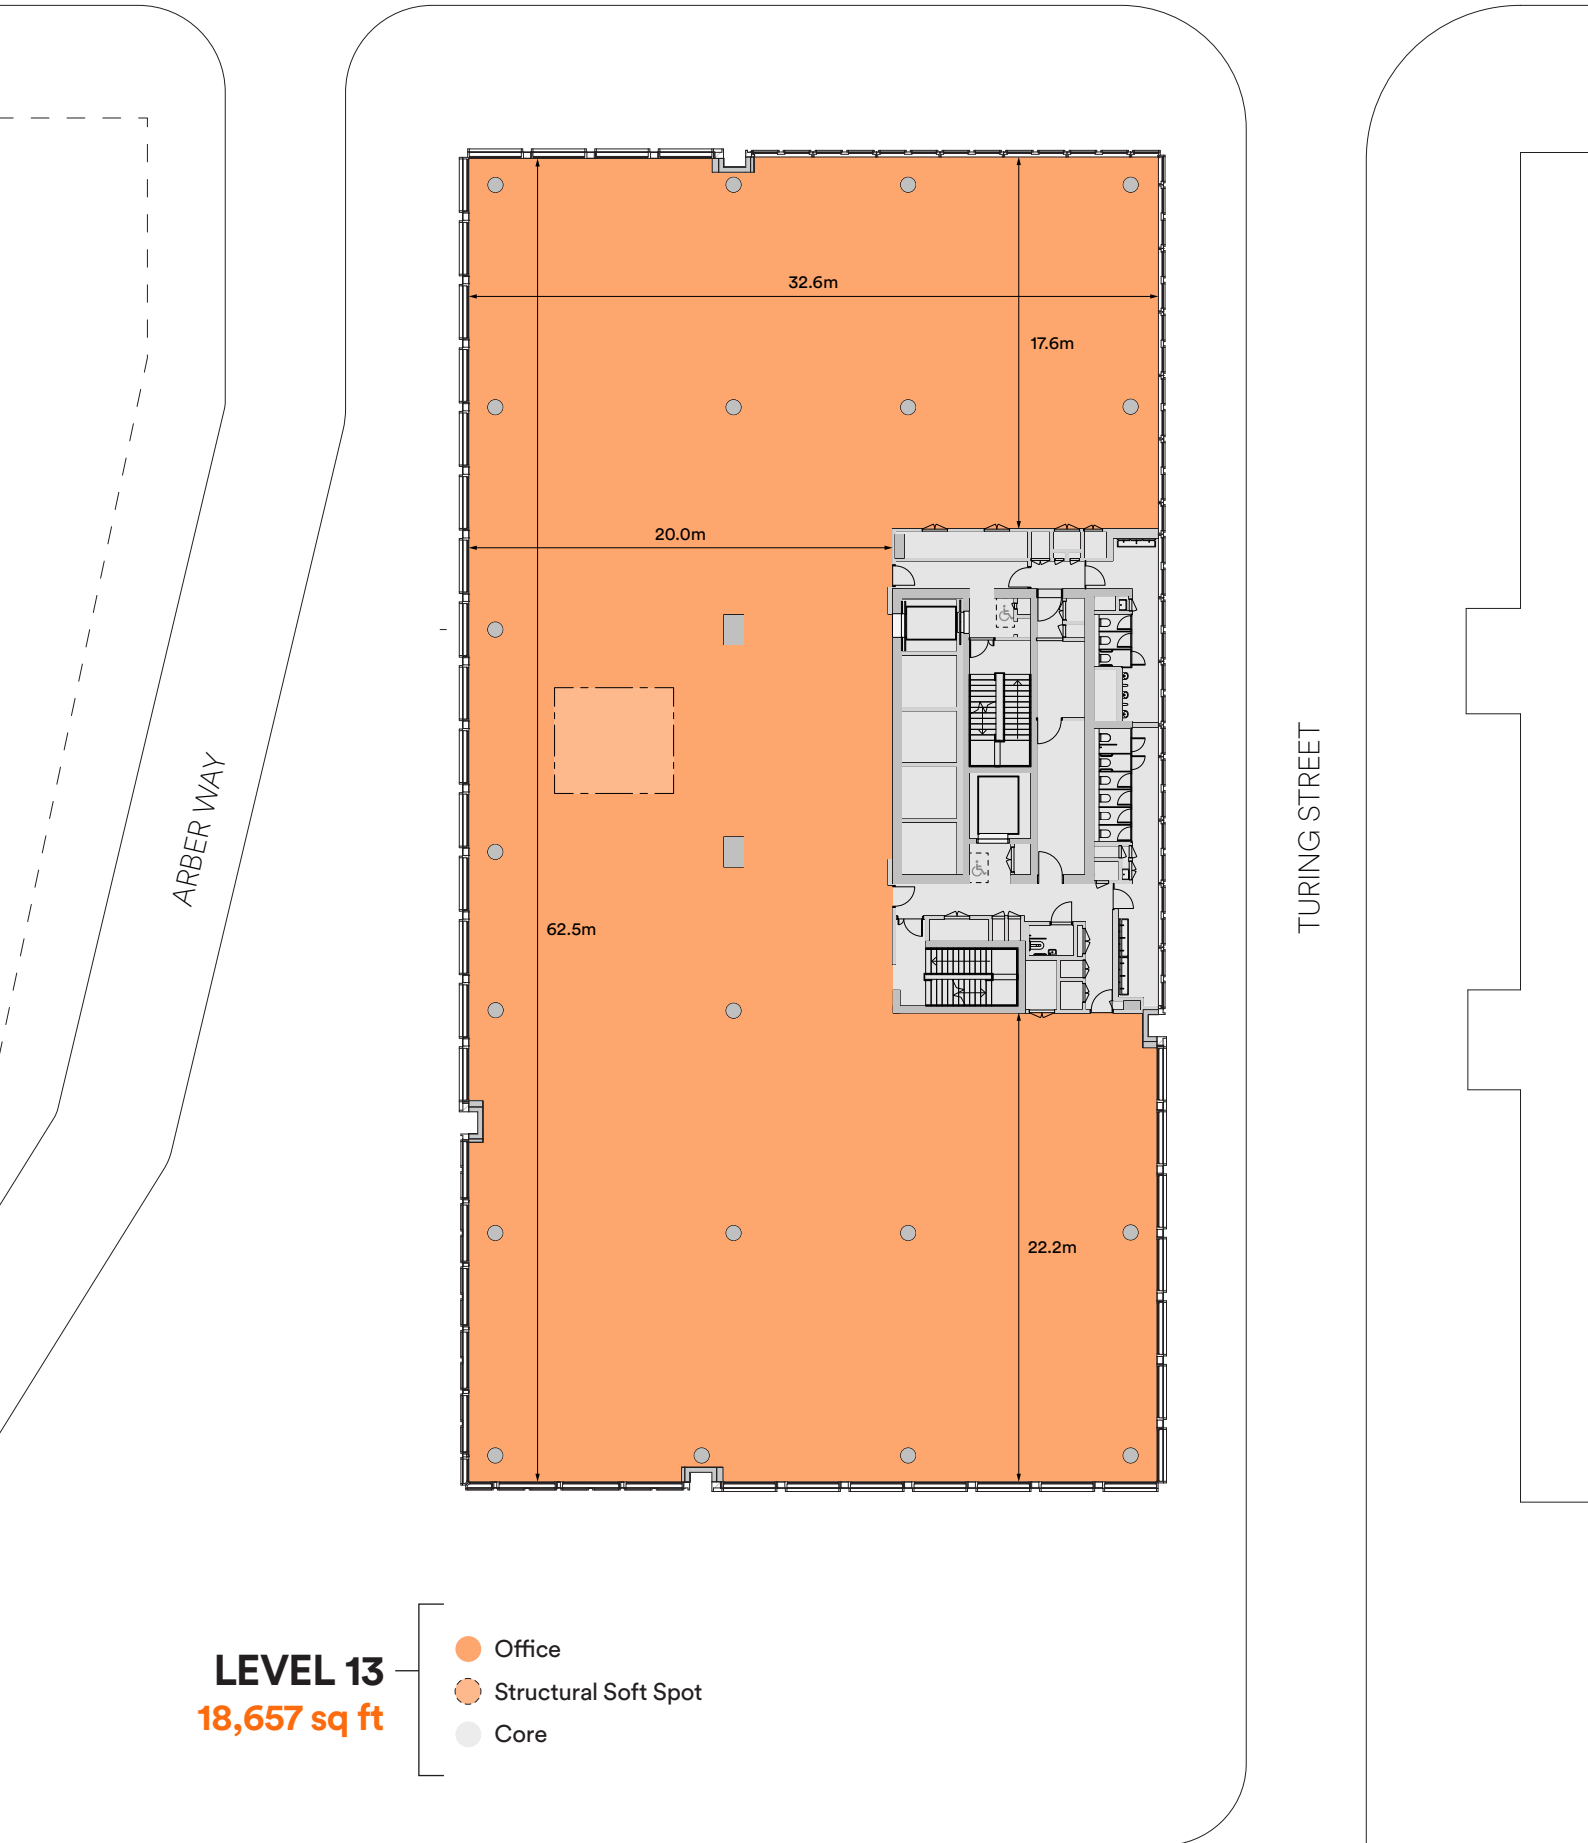 32.6m
17.6m
20.0m
ARBER WAY
TURING STREET
62.5m
22.2m
LEVEL 13
18,657 sq ft
Office
Structural Soft Spot
Core